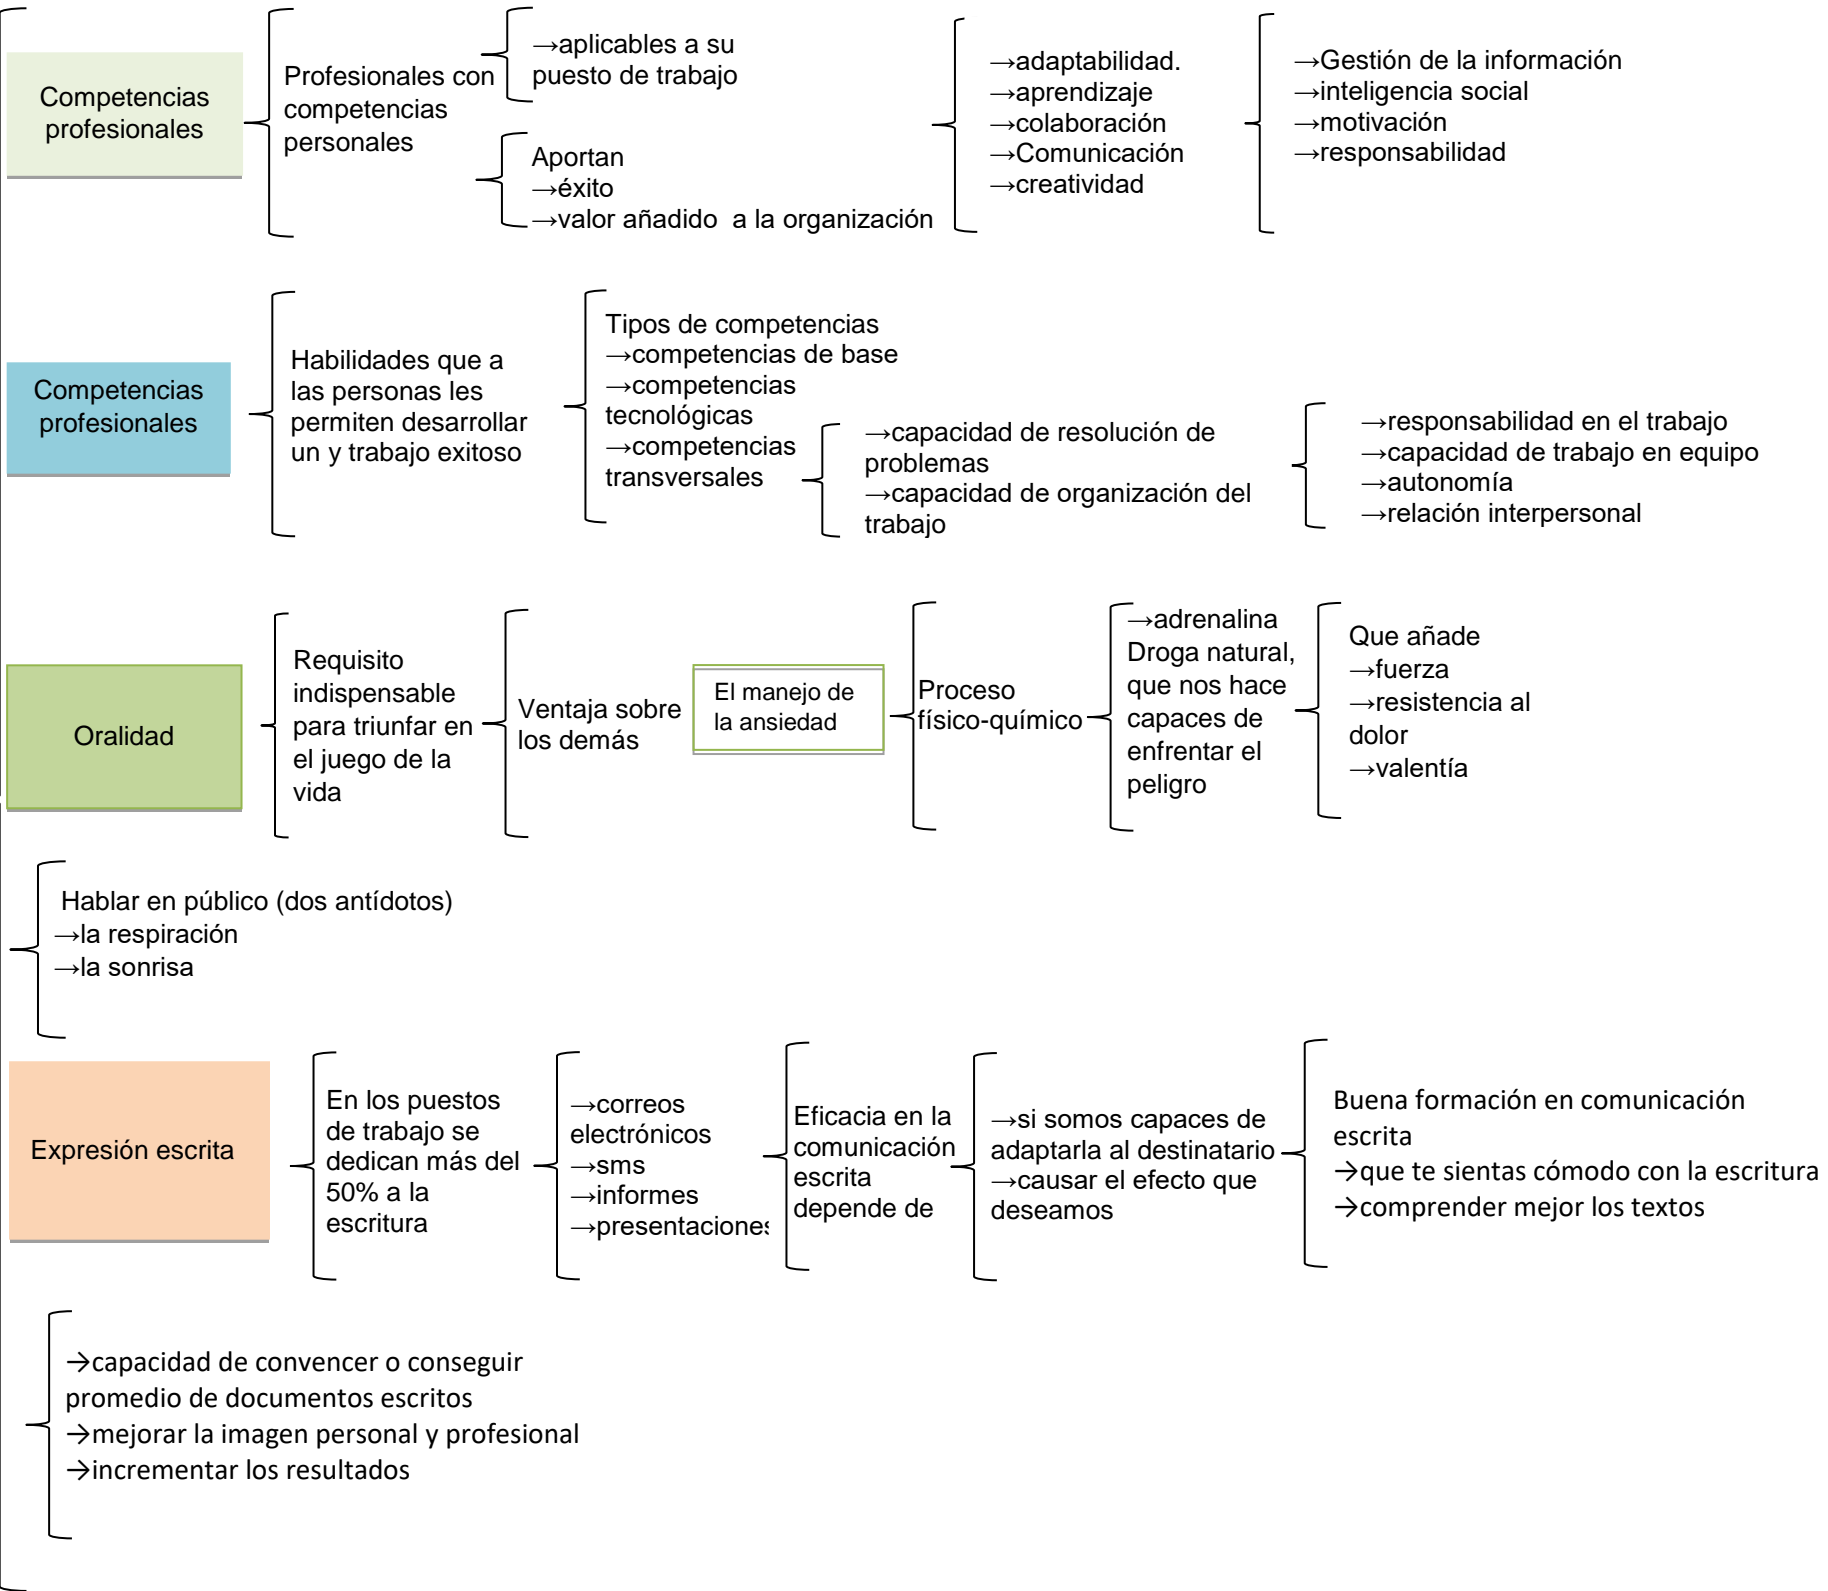 Competencias
profesionales
Profesionales con
competencias
personales
→aplicables a su
puesto de trabajo
Aportan
→éxito
→valor añadido  a la organización
→adaptabilidad.
→aprendizaje
→colaboración
→Comunicación
→creatividad
→Gestión de la información
→inteligencia social
→motivación
→responsabilidad
Competencias
profesionales
Habilidades que a
las personas les
permiten desarrollar
un y trabajo exitoso
Tipos de competencias
→competencias de base
→competencias
tecnológicas
→competencias
transversales
→capacidad de resolución de
problemas
→capacidad de organización del
trabajo
→responsabilidad en el trabajo
→capacidad de trabajo en equipo
→autonomía
→relación interpersonal
Oralidad
Requisito
indispensable
para triunfar en
el juego de la
vida
Ventaja sobre
los demás
El manejo de
la ansiedad
Proceso
físico-químico
→adrenalina
Droga natural,
que nos hace
capaces de
enfrentar el
peligro
Que añade
→fuerza
→resistencia al
dolor
→valentía
Hablar en público (dos antídotos)
→la respiración
→la sonrisa
Expresión escrita
En los puestos
de trabajo se
dedican más del
50% a la
escritura
→correos
electrónicos
→sms
→informes
→presentaciones
Eficacia en la
comunicación
escrita
depende de
→si somos capaces de
adaptarla al destinatario
→causar el efecto que
deseamos
Buena formación en comunicación
escrita
→que te sientas cómodo con la escritura
→comprender mejor los textos
→capacidad de convencer o conseguir
promedio de documentos escritos
→mejorar la imagen personal y profesional
→incrementar los resultados